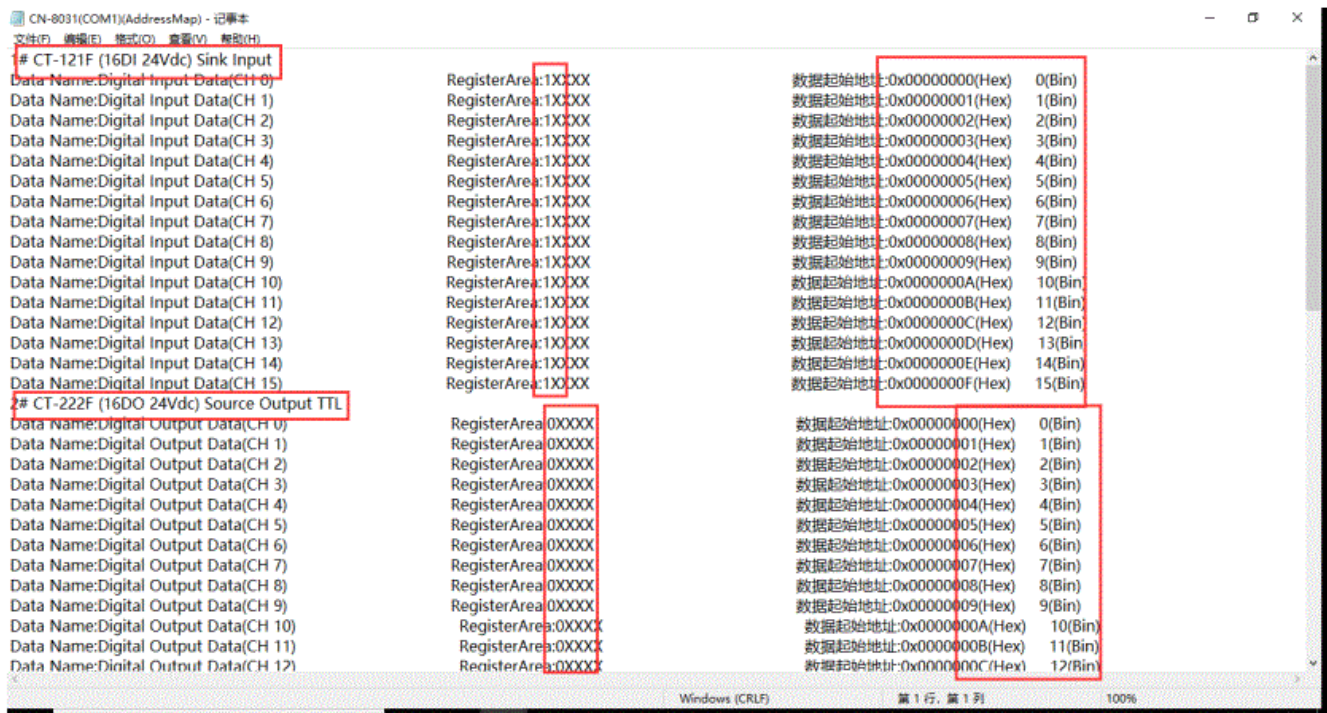 CN-8031(COM1)(AddressMap) - 记事本
文件(F) 编辑(E) 格式(O) 查看(V) 帮助(H)
1# CT-121F (16DI 24Vdc) Sink Input
Data Name:Digital Input Data(CH 0) RegisterArea:1XXXX 数据起始地址:0x00000000(Hex) 0(Bin)
Data Name:Digital Input Data(CH 1) RegisterArea:1XXXX 数据起始地址:0x00000001(Hex) 1(Bin)
Data Name:Digital Input Data(CH 2) RegisterArea:1XXXX 数据起始地址:0x00000002(Hex) 2(Bin)
Data Name:Digital Input Data(CH 3) RegisterArea:1XXXX 数据起始地址:0x00000003(Hex) 3(Bin)
Data Name:Digital Input Data(CH 4) RegisterArea:1XXXX 数据起始地址:0x00000004(Hex) 4(Bin)
Data Name:Digital Input Data(CH 5) RegisterArea:1XXXX 数据起始地址:0x00000005(Hex) 5(Bin)
Data Name:Digital Input Data(CH 6) RegisterArea:1XXXX 数据起始地址:0x00000006(Hex) 6(Bin)
Data Name:Digital Input Data(CH 7) RegisterArea:1XXXX 数据起始地址:0x00000007(Hex) 7(Bin)
Data Name:Digital Input Data(CH 8) RegisterArea:1XXXX 数据起始地址:0x00000008(Hex) 8(Bin)
Data Name:Digital Input Data(CH 9) RegisterArea:1XXXX 数据起始地址:0x00000009(Hex) 9(Bin)
Data Name:Digital Input Data(CH 10) RegisterArea:1XXXX 数据起始地址:0x0000000A(Hex) 10(Bin)
Data Name:Digital Input Data(CH 11) RegisterArea:1XXXX 数据起始地址:0x0000000B(Hex) 11(Bin)
Data Name:Digital Input Data(CH 12) RegisterArea:1XXXX 数据起始地址:0x0000000C(Hex) 12(Bin)
Data Name:Digital Input Data(CH 13) RegisterArea:1XXXX 数据起始地址:0x0000000D(Hex) 13(Bin)
Data Name:Digital Input Data(CH 14) RegisterArea:1XXXX 数据起始地址:0x0000000E(Hex) 14(Bin)
Data Name:Digital Input Data(CH 15) RegisterArea:1XXXX 数据起始地址:0x0000000F(Hex) 15(Bin)
2# CT-222F (16DO 24Vdc) Source Output TTL
Data Name:Digital Output Data(CH 0) RegisterArea:0XXXX 数据起始地址:0x00000000(Hex) 0(Bin)
Data Name:Digital Output Data(CH 1) RegisterArea:0XXXX 数据起始地址:0x00000001(Hex) 1(Bin)
Data Name:Digital Output Data(CH 2) RegisterArea:0XXXX 数据起始地址:0x00000002(Hex) 2(Bin)
Data Name:Digital Output Data(CH 3) RegisterArea:0XXXX 数据起始地址:0x00000003(Hex) 3(Bin)
Data Name:Digital Output Data(CH 4) RegisterArea:0XXXX 数据起始地址:0x00000004(Hex) 4(Bin)
Data Name:Digital Output Data(CH 5) RegisterArea:0XXXX 数据起始地址:0x00000005(Hex) 5(Bin)
Data Name:Digital Output Data(CH 6) RegisterArea:0XXXX 数据起始地址:0x00000006(Hex) 6(Bin)
Data Name:Digital Output Data(CH 7) RegisterArea:0XXXX 数据起始地址:0x00000007(Hex) 7(Bin)
Data Name:Digital Output Data(CH 8) RegisterArea:0XXXX 数据起始地址:0x00000008(Hex) 8(Bin)
Data Name:Digital Output Data(CH 9) RegisterArea:0XXXX 数据起始地址:0x00000009(Hex) 9(Bin)
Data Name:Digital Output Data(CH 10) RegisterArea:0XXXX 数据起始地址:0x0000000A(Hex) 10(Bin)
Data Name:Digital Output Data(CH 11) RegisterArea:0XXXX 数据起始地址:0x0000000B(Hex) 11(Bin)
Data Name:Digital Output Data(CH 12) RegisterArea:0XXXX 数据起始地址:0x0000000C(Hex) 12(Bin)
Windows (CRLF) 第 1 行，第 1 列 100%